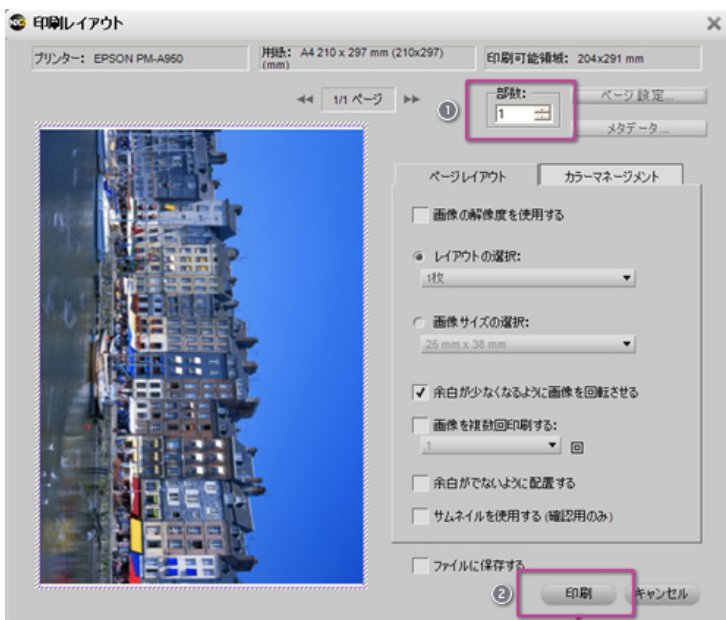 印刷レイアウト
プリンター： EPSON PM-A950
用紙： A4 210 x 297 mm (210x297)
(mm)
印刷可能領域： 204x291 mm
1/1 ページ
1
部数：
1
ページ設定...
メタデータ...
ページレイアウト
カラーマネージメント
画像の解像度を使用する
レイアウトの選択：
1枚
画像サイズの選択：
25 mm x 38 mm
余白が少なくなるように画像を回転させる
画像を複数回印刷する：
1
回
余白がでないように配置する
サムネイルを使用する (確認用のみ)
ファイルに保存する
2
印刷
キャンセル